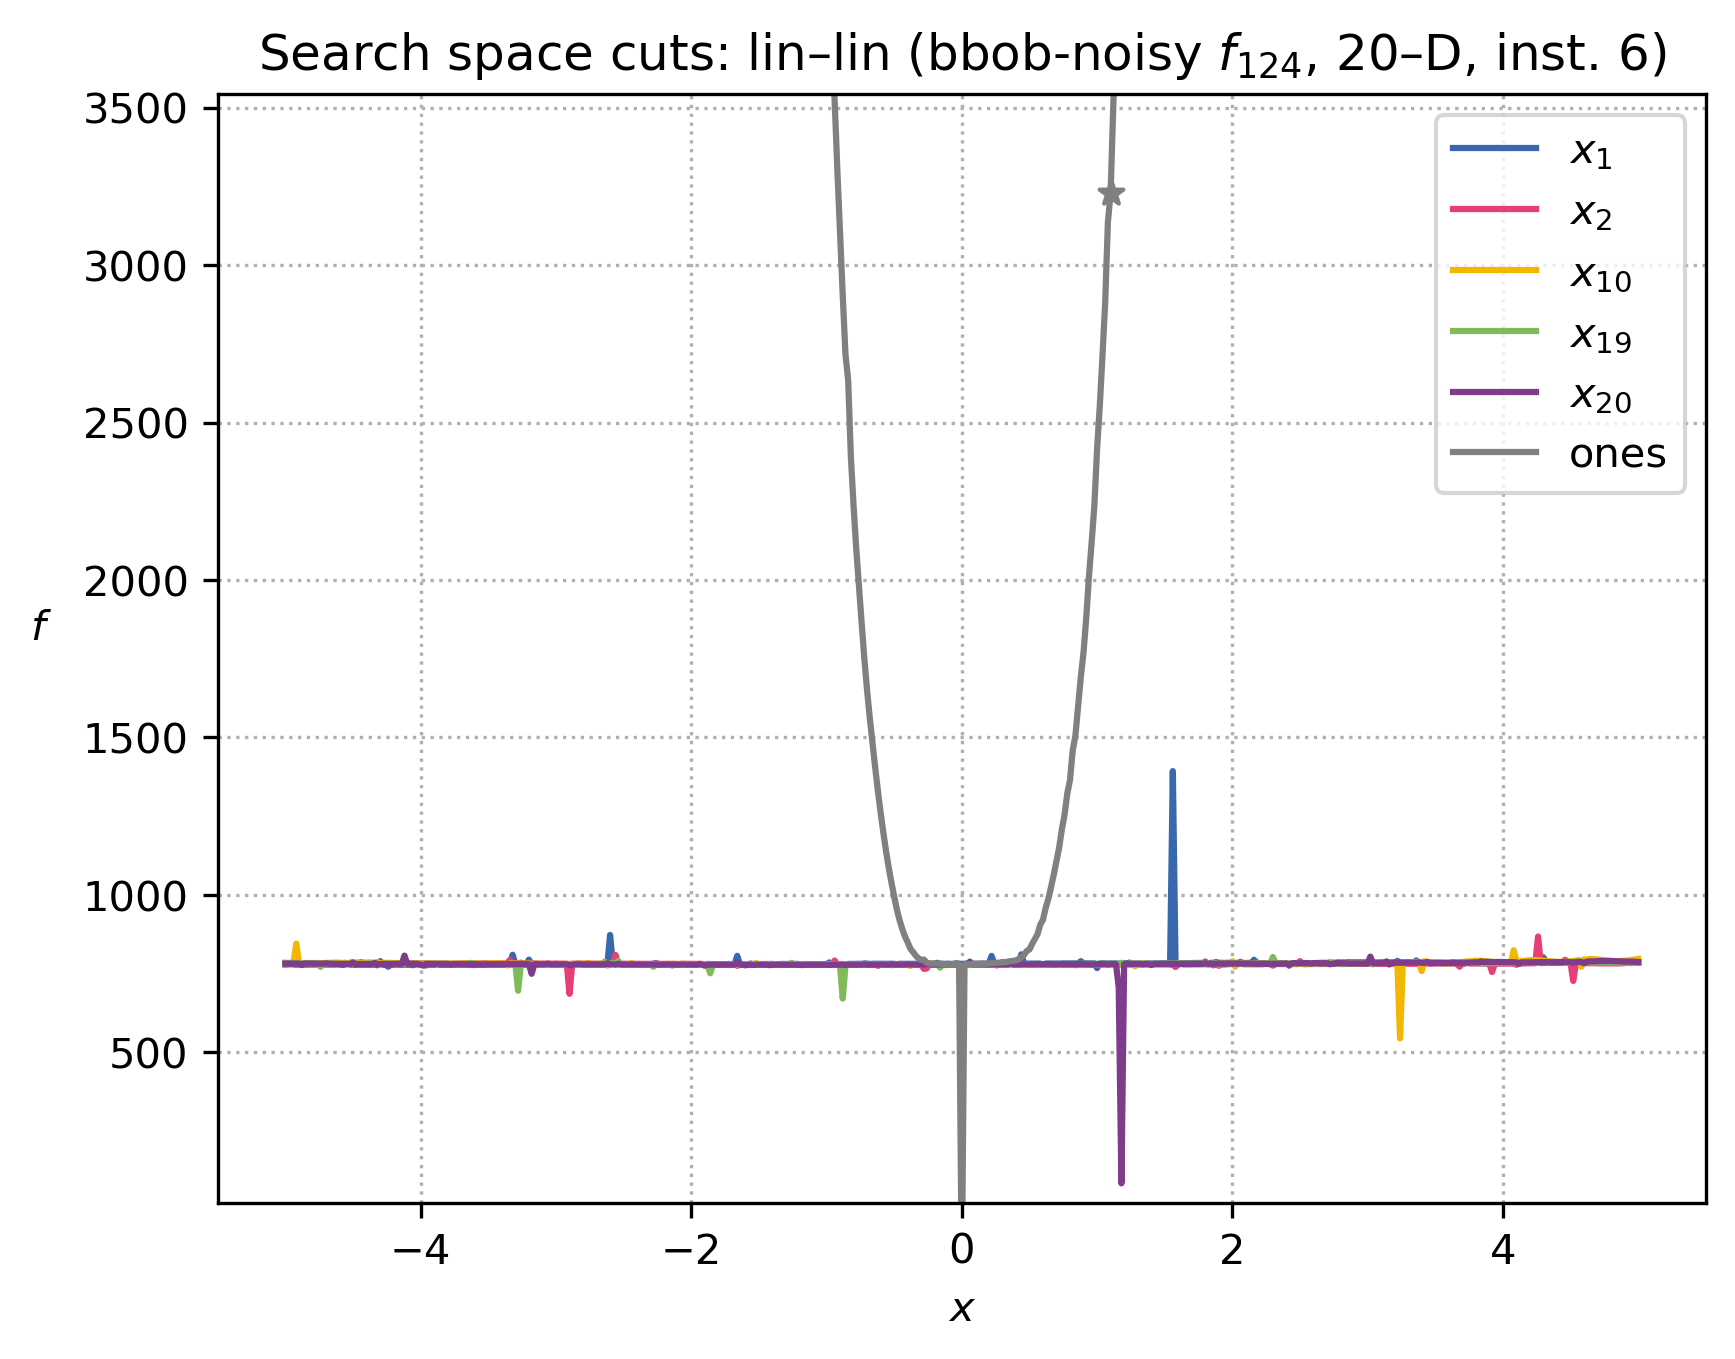 Search space cuts: lin–lin (bbob-noisy f₁₂₄, 20–D, inst. 6)
3500
3000
2500
2000
1500
1000
500
f
−4
−2
0
2
4
x
x₁
x₂
x₁₀
x₁₉
x₂₀
ones